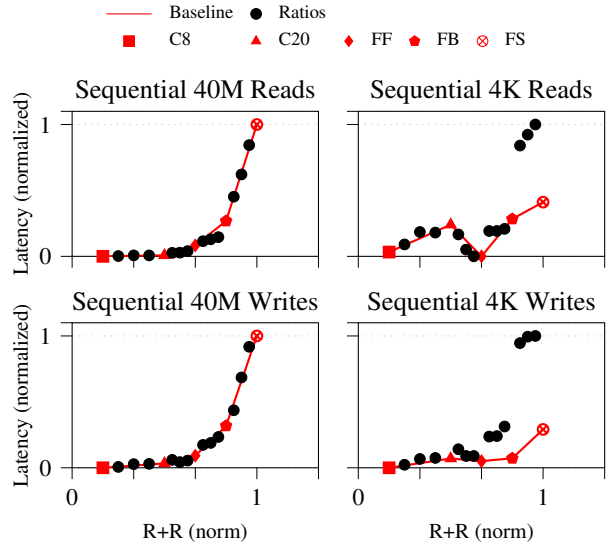 Baseline Ratios
C8 C20 FF FB FS
Sequential 40M Reads Sequential 4K Reads
Latency (normalized)
1
0
Sequential 40M Writes Sequential 4K Writes
Latency (normalized)
1
0
0 1 0 1
R+R (norm) R+R (norm)